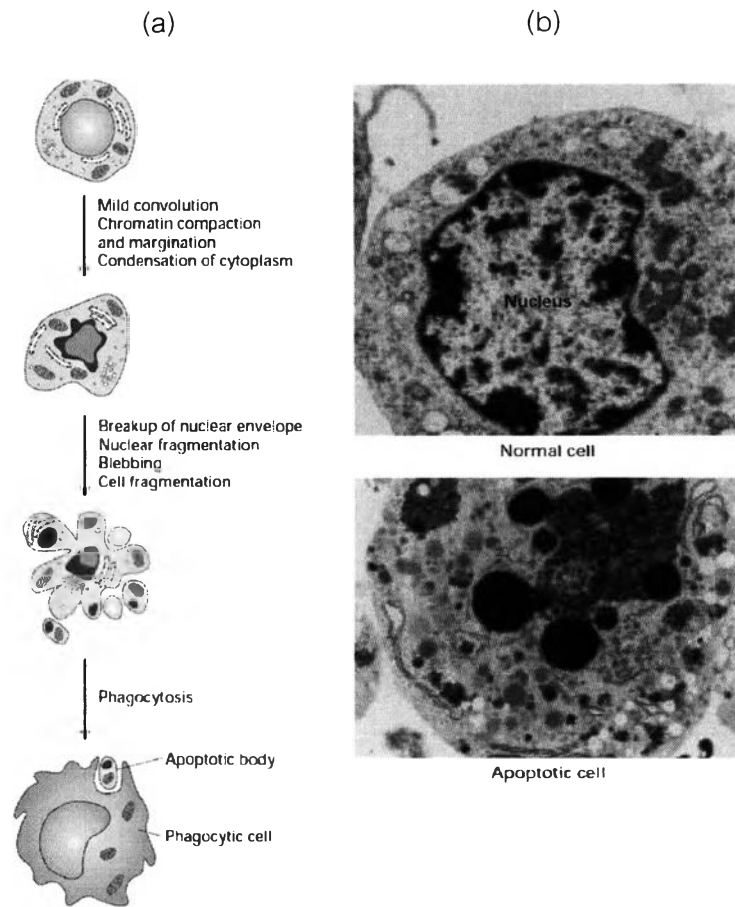 (a)
Mild convolution
Chromatin compaction
and margination
Condensation of cytoplasm
Breakup of nuclear envelope
Nuclear fragmentation
Blebbing
Cell fragmentation
Phagocytosis
Apoptotic body
Phagocytic cell
(b)
Nucleus
Normal cell
Apoptotic cell